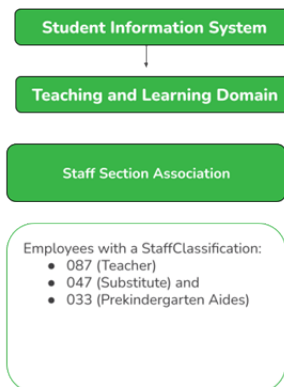 Student Information System
Teaching and Learning Domain
Staff Section Association
Employees with a StaffClassification:
● 087 (Teacher)
● 047 (Substitute) and
● 033 (Prekindergarten Aides)